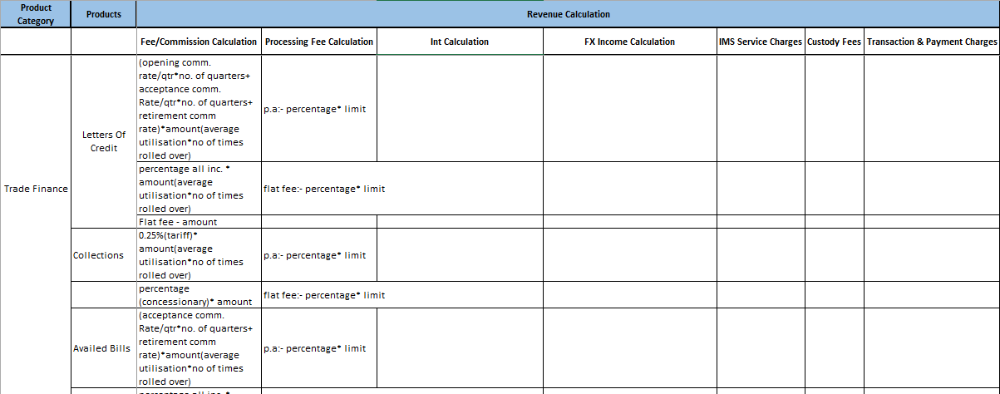 Product
Category
Products
Revenue Calculation
Fee/Commission Calculation
Processing Fee Calculation
Int Calculation
FX Income Calculation
IMS Service Charges
Custody Fees
Transaction & Payment Charges
Trade Finance
Letters Of
Credit
(opening comm.
rate/qtr*no. of quarters+
acceptance comm.
Rate/qtr*no. of quarters+
retirement comm
rate)*amount(average
utilisation*no of times
rolled over)
p.a:- percentage* limit
percentage all inc. *
amount(average
utilisation*no of times
rolled over)
flat fee:- percentage* limit
Flat fee - amount
Collections
0.25%(tariff)*
amount(average
utilisation*no of times
rolled over)
p.a:- percentage* limit
percentage
(concessionary)* amount
flat fee:- percentage* limit
Availed Bills
(acceptance comm.
Rate/qtr*no. of quarters+
retirement comm
rate)*amount(average
utilisation*no of times
rolled over)
p.a:- percentage* limit